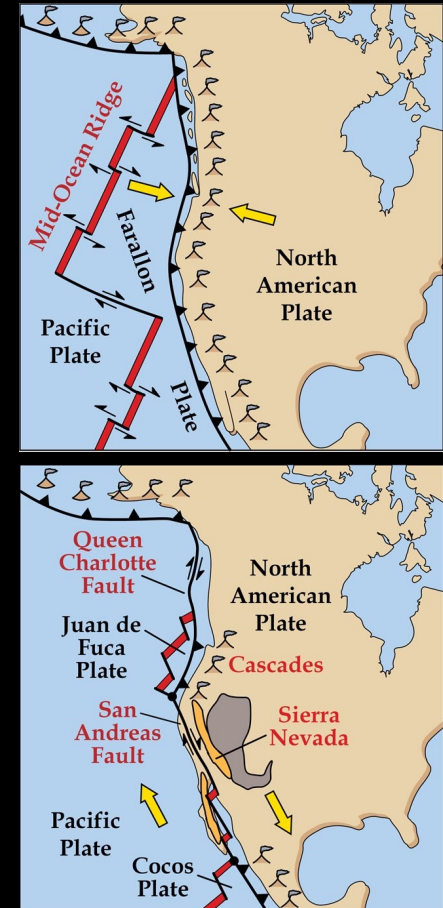 Mid-Ocean Ridge
Farallon
Plate
Pacific
Plate
North
American
Plate
Queen
Charlotte
Fault
North
American
Plate
Juan de
Fuca
Plate
Cascades
San
Andreas
Fault
Sierra
Nevada
Pacific
Plate
Cocos
Plate